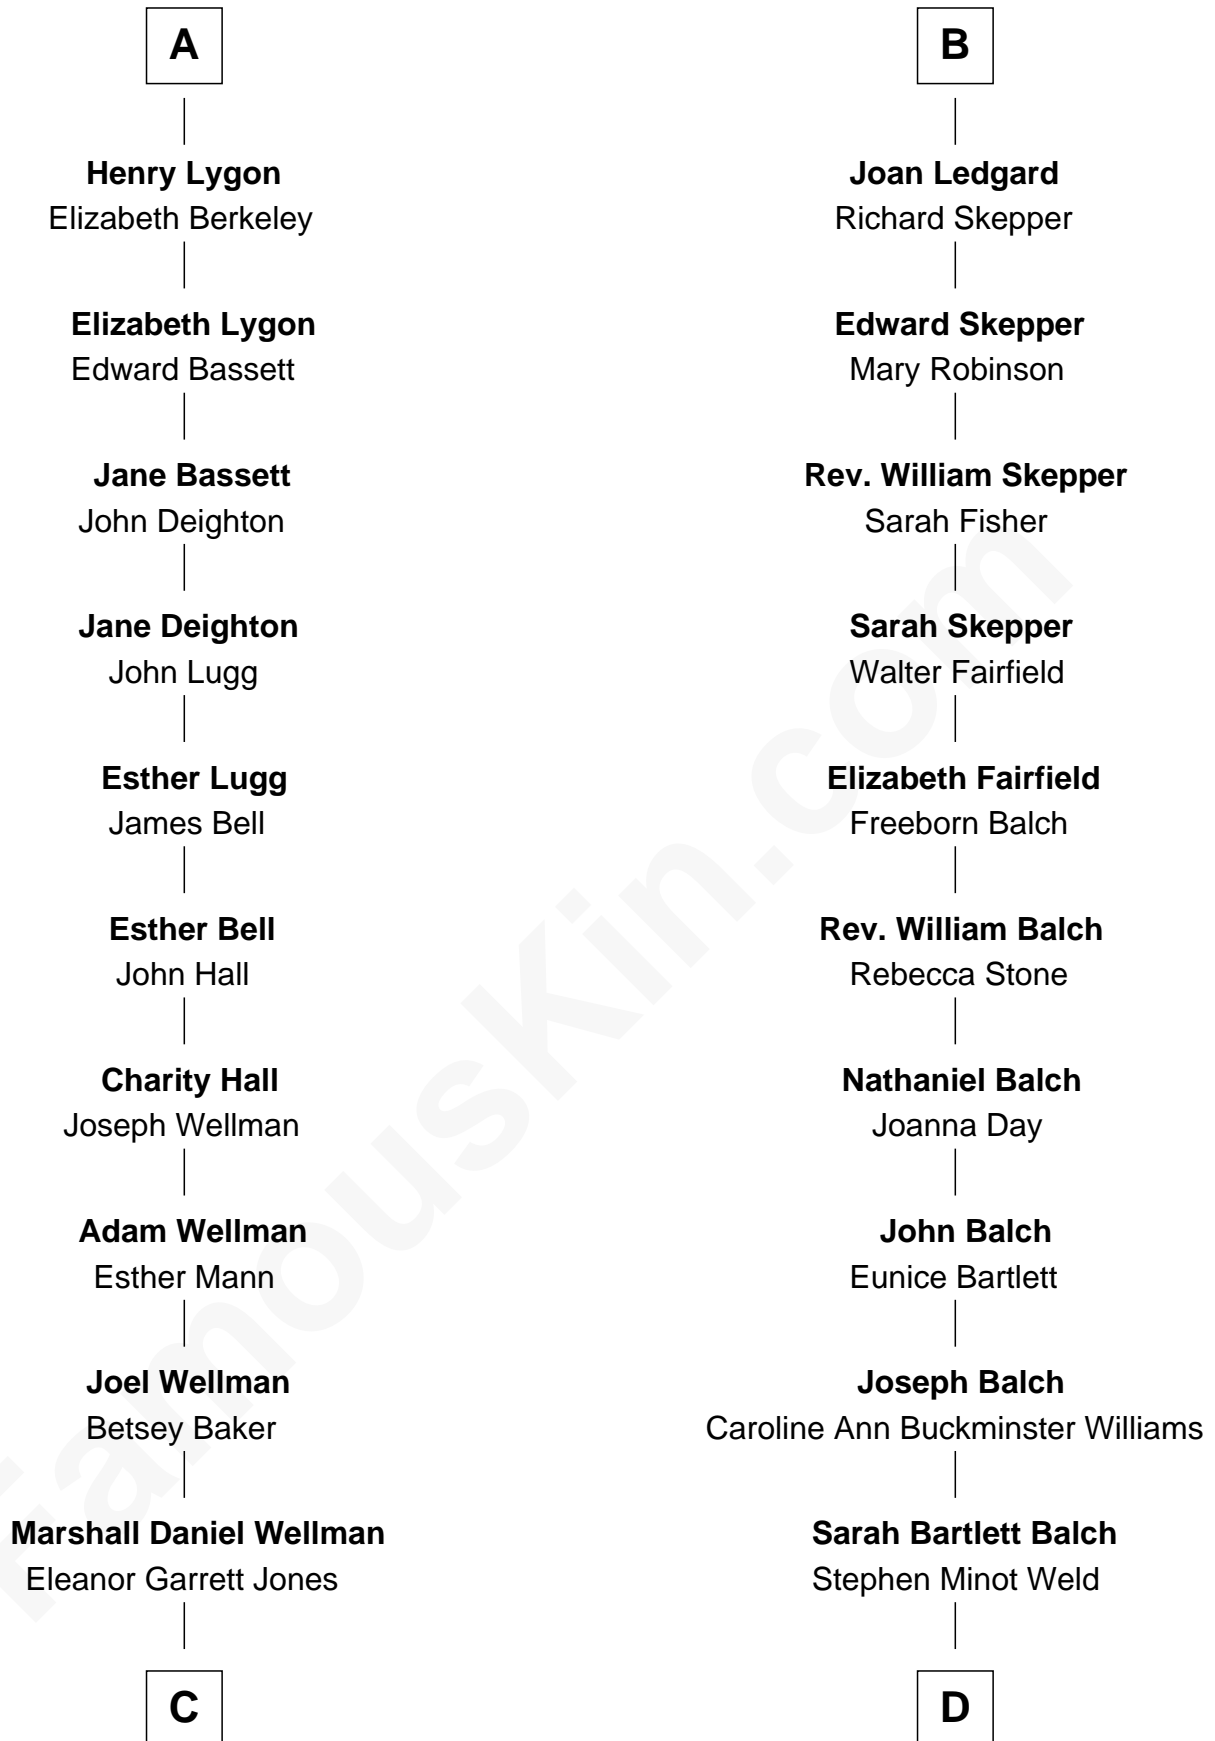 A
Henry Lygon
Elizabeth Berkeley
Elizabeth Lygon
Edward Bassett
Jane Bassett
John Deighton
Jane Deighton
John Lugg
Esther Lugg
James Bell
Esther Bell
John Hall
Charity Hall
Joseph Wellman
Adam Wellman
Esther Mann
Joel Wellman
Betsey Baker
Marshall Daniel Wellman
Eleanor Garrett Jones
C
B
Joan Ledgard
Richard Skepper
Edward Skepper
Mary Robinson
Rev. William Skepper
Sarah Fisher
Sarah Skepper
Walter Fairfield
Elizabeth Fairfield
Freeborn Balch
Rev. William Balch
Rebecca Stone
Nathaniel Balch
Joanna Day
John Balch
Eunice Bartlett
Joseph Balch
Caroline Ann Buckminster Williams
Sarah Bartlett Balch
Stephen Minot Weld
D
FamousKin.com